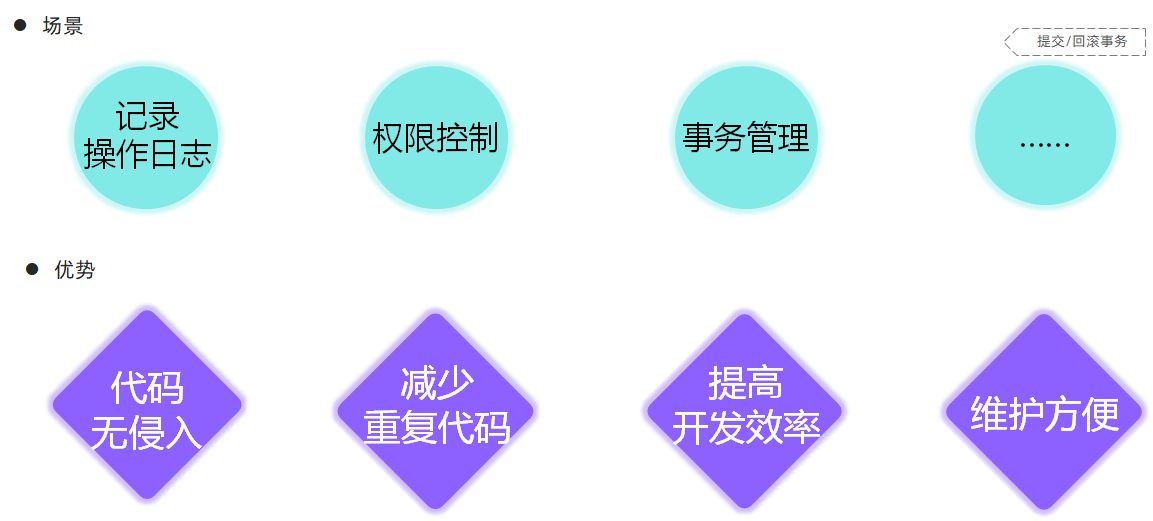 ● 场景
提交/回滚事务
记录
操作日志
权限控制
事务管理
……
● 优势
代码
无侵入
减少
重复代码
提高
开发效率
维护方便